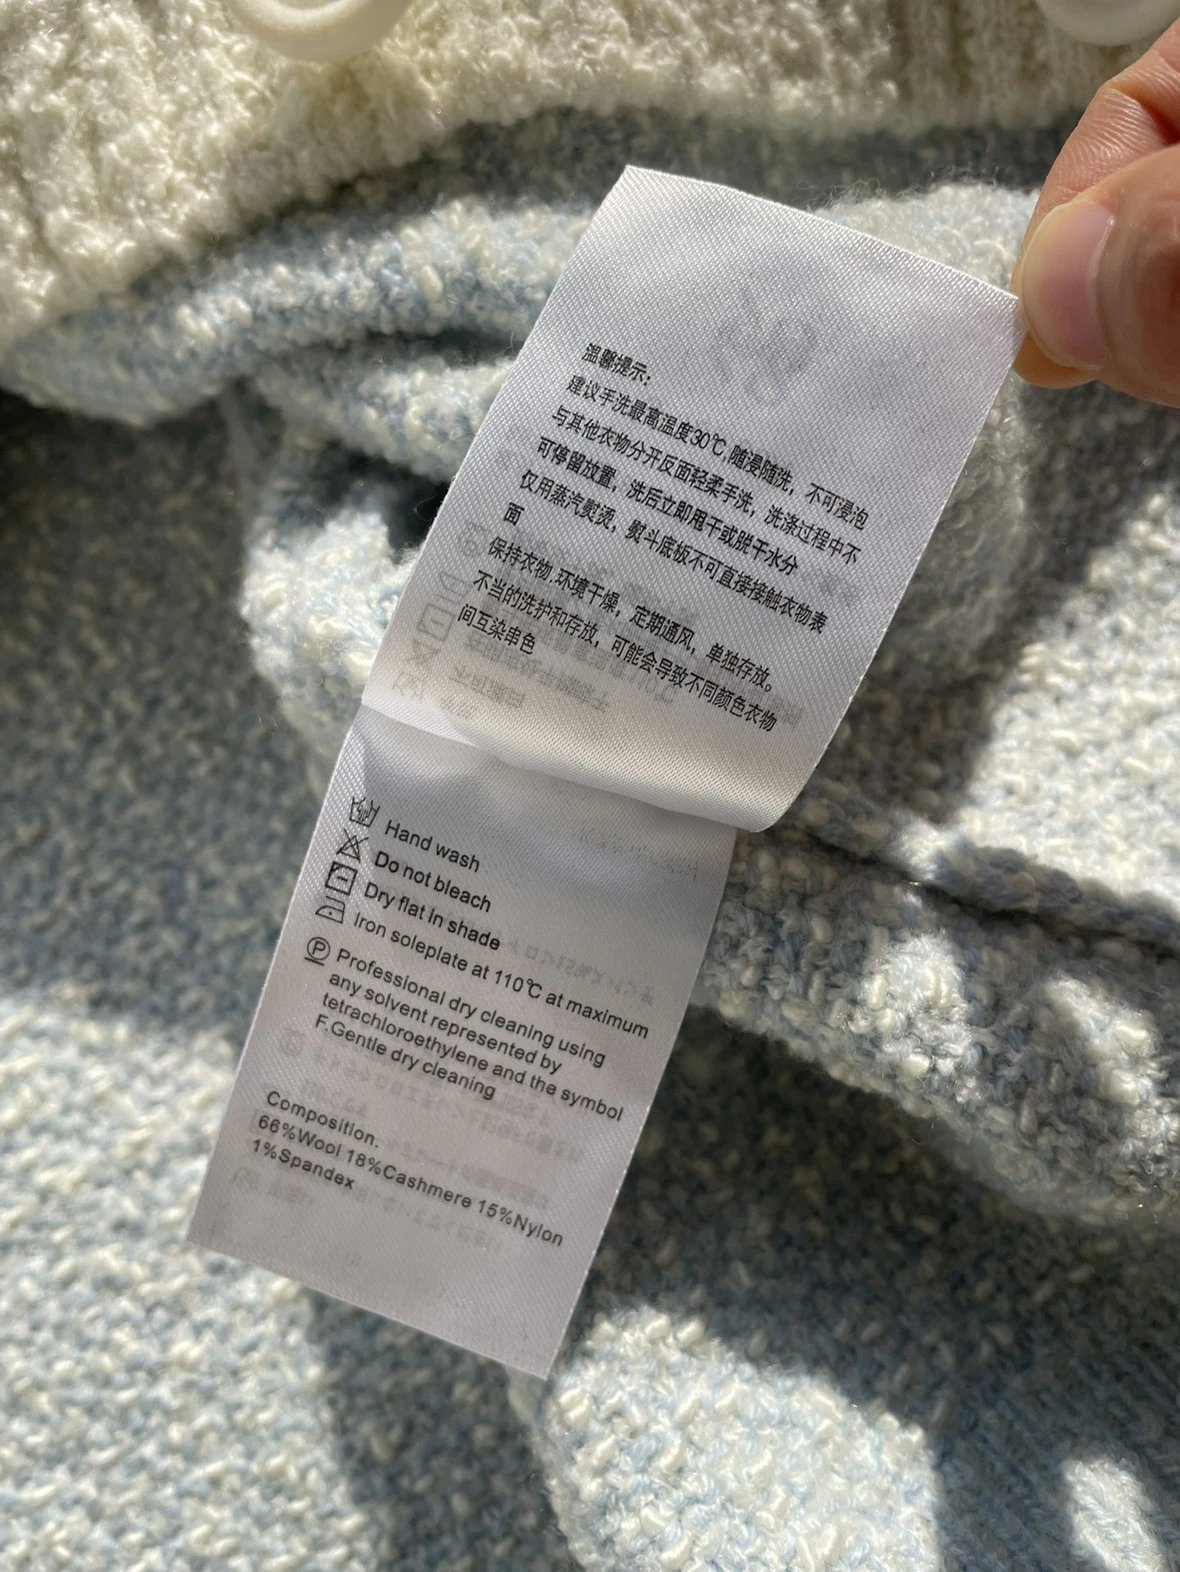 温馨提示:
建议手洗最高温度30℃,随浸随洗，不可浸泡
与其他衣物分开反面轻柔手洗，洗涤过程中不
可停留放置，洗后立即甩干或脱干水分
仅用蒸汽熨烫，熨斗底板不可直接接触衣物表
面
保持衣物.环境干燥，定期通风，单独存放。
不当的洗护和存放，可能会导致不同颜色衣物
间互染串色
Hand wash
Do not bleach
Dry flat in shade
Iron soleplate at 110℃ at maximum
Professional dry cleaning using
any solvent represented by
tetrachloroethylene and the symbol
F.Gentle dry cleaning
Composition.
66%Wool 18%Cashmere 15%Nylon
1%Spandex